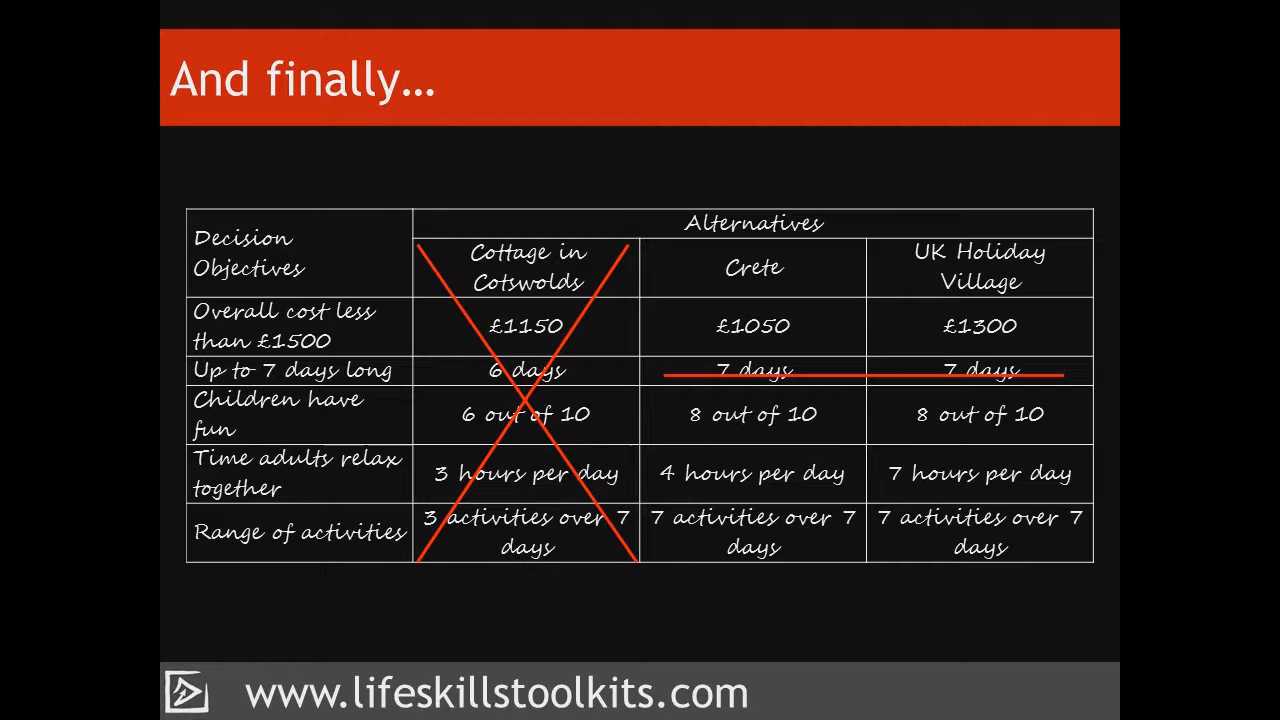 And finally...
Alternatives
Decision
Objectives
Cottage in
Cotswolds
Crete
UK Holiday
Village
Overall cost less
than £1500
£1150
£1050
£1300
Up to 7 days long
6 days
7 days
7 days
Children have
fun
6 out of 10
8 out of 10
8 out of 10
Time adults relax
together
3 hours per day
4 hours per day
7 hours per day
Range of activities
3 activities over 7
days
7 activities over 7
days
7 activities over 7
days
www.lifeskillstoolkits.com